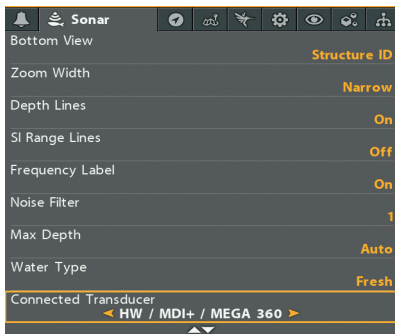 Sonar
Bottom View
Structure ID
Zoom Width
Narrow
Depth Lines
On
SI Range Lines
Off
Frequency Label
On
Noise Filter
1
Max Depth
Auto
Water Type
Fresh
Connected Transducer
HW / MDI+ / MEGA 360